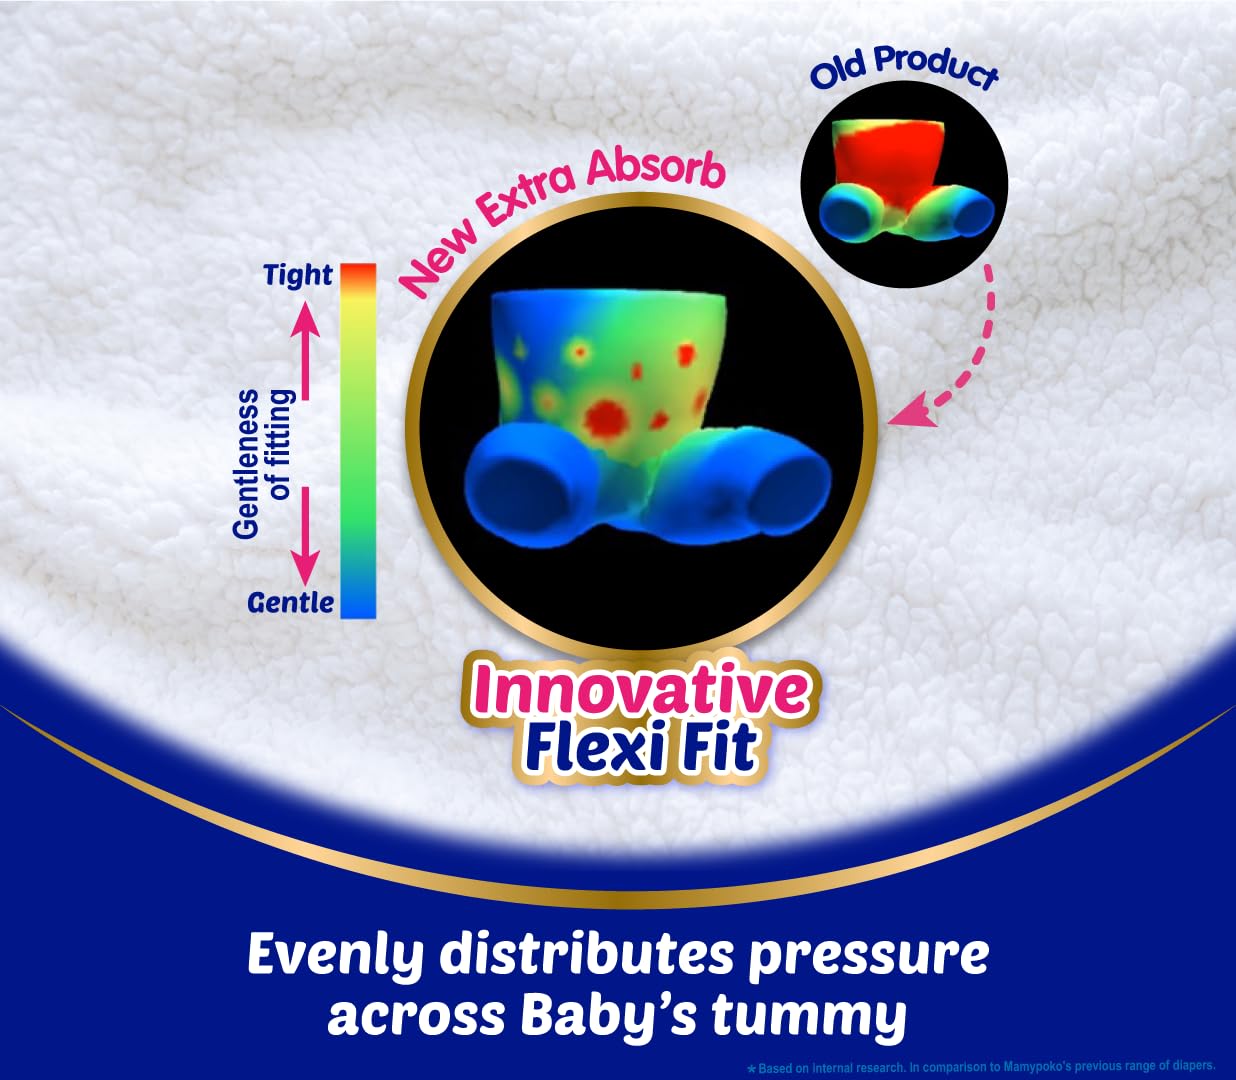 Old Product
New Extra Absorb
Tight
Gentleness
of fitting
Gentle
Innovative
Flexi Fit
Evenly distributes pressure
across Baby's tummy
* Based on internal research. In comparison to Mamypoko's previous range of diapers.